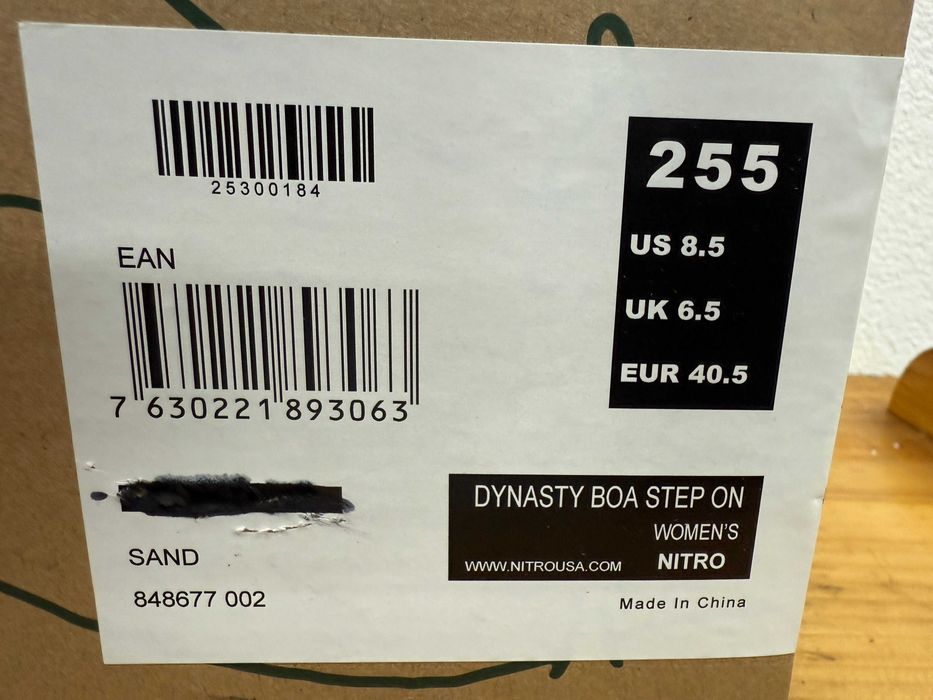 25300184
EAN
7 630221 893063
SAND
848677 002
255
US 8.5
UK 6.5
EUR 40.5
DYNASTY BOA STEP ON
WOMEN'S
WWW.NITROUSA.COM NITRO
Made In China